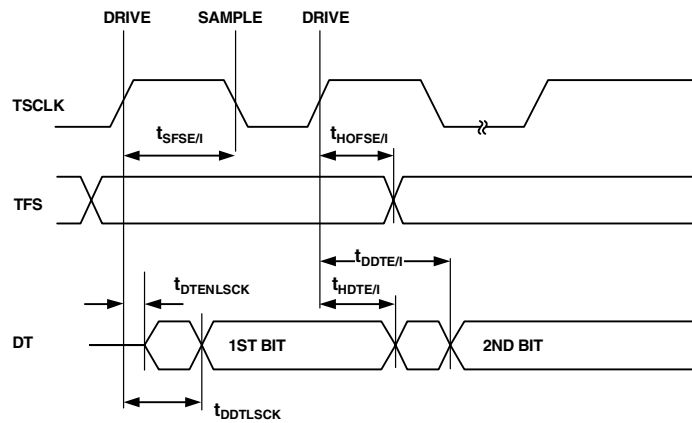 DRIVE SAMPLE DRIVE
TSCLK
tSFSE/I tHOFSE/I
TFS
tDDTE/I
tDTENLSCK tHDTE/I
DT 1ST BIT 2ND BIT
tDDTLSCK